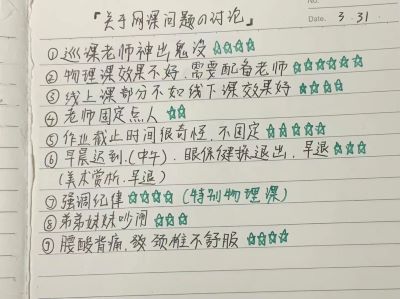 「关于网课问题の讨论」
No.
Date. 3.31
①巡课老师神出鬼没☆☆☆☆
②物理课效果不好,需要配备老师☆☆☆☆☆☆
③线上课部分不如线下课效果好☆☆☆☆☆
④老师固定点人☆☆
⑤作业截止时间很奇怪,不固定☆☆☆☆☆
⑥早晨迟到,(中午).眼保健操退出,早退☆☆☆☆
(美术赏析.早退)
⑦强调纪律☆☆☆☆(特别物理课)
⑧弟弟妹妹吵闹☆☆☆
⑨腰酸背痛,颈椎不舒服☆☆☆☆